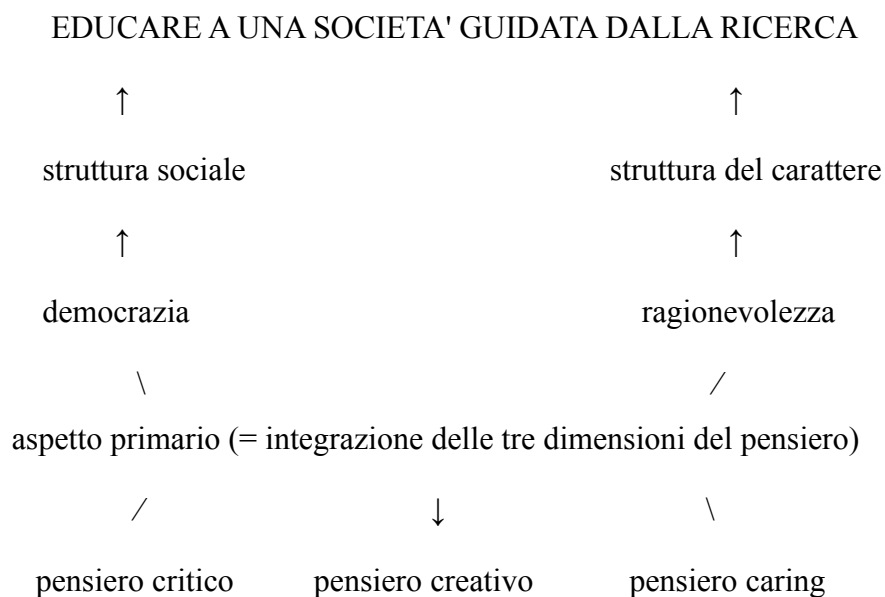 EDUCARE A UNA SOCIETA' GUIDATA DALLA RICERCA
↑ ↑
struttura sociale struttura del carattere
↑ ↑
democrazia ragionevolezza
\ /
aspetto primario (= integrazione delle tre dimensioni del pensiero)
/ ↓ \
pensiero critico pensiero creativo pensiero caring